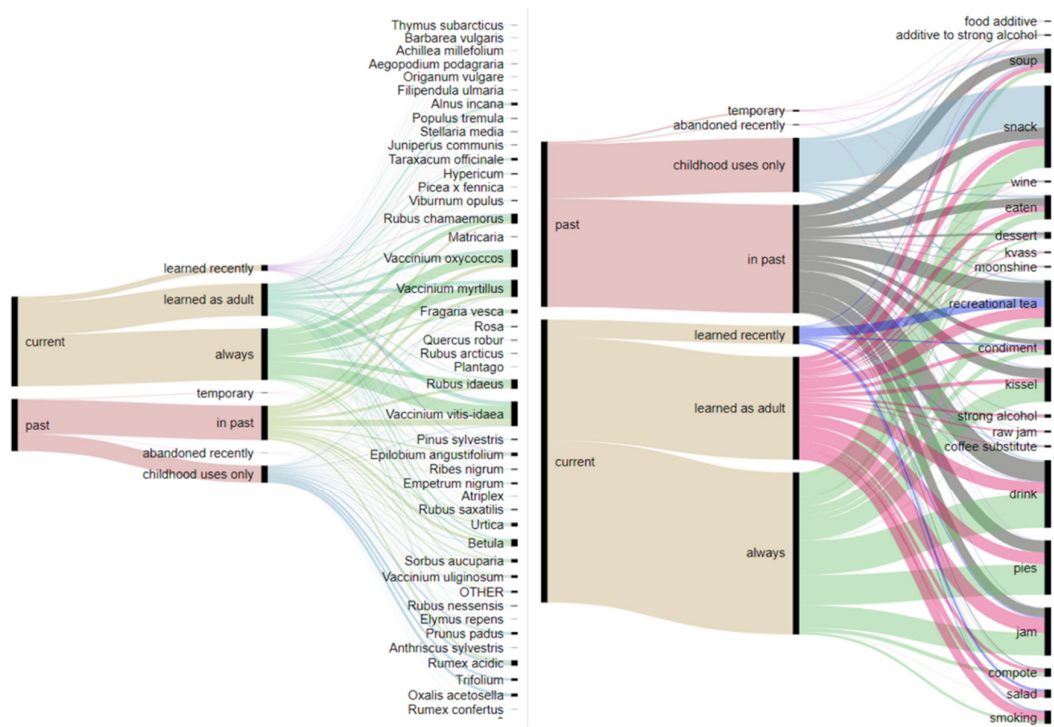 Thymus subarcticus
Barbarea vulgaris
Achillea millefolium
Aegopodium podagraria
Origanum vulgare
Filipendula ulmaria
Alnus incana
Populus tremula
Stellaria media
Juniperus communis
Taraxacum officinale
Hypericum
Picea x fennica
Viburnum opulus
Rubus chamaemorus
Matricaria
Vaccinium oxycoccos
Vaccinium myrtillus
Fragaria vesca
Rosa
Quercus robur
Rubus arcticus
Plantago
Rubus idaeus
Vaccinium vitis-idaea
Pinus sylvestris
Epilobium angustifolium
Ribes nigrum
Empetrum nigrum
Atriplex
Rubus saxatilis
Urtica
Betula
Sorbus aucuparia
Vaccinium uliginosum
OTHER
Rubus nessensis
Elymus repens
Prunus padus
Anthriscus sylvestris
Rumex acidic
Trifolium
Oxalis acetosella
Rumex confertus
learned recently
learned as adult
current
always
temporary
past
in past
abandoned recently
childhood uses only
food additive
additive to strong alcohol
soup
snack
wine
eaten
dessert
kvass
moonshine
recreational tea
condiment
kissel
strong alcohol
raw jam
coffee substitute
drink
pies
jam
compote
salad
smoking
temporary
abandoned recently
childhood uses only
past
in past
learned recently
learned as adult
current
always